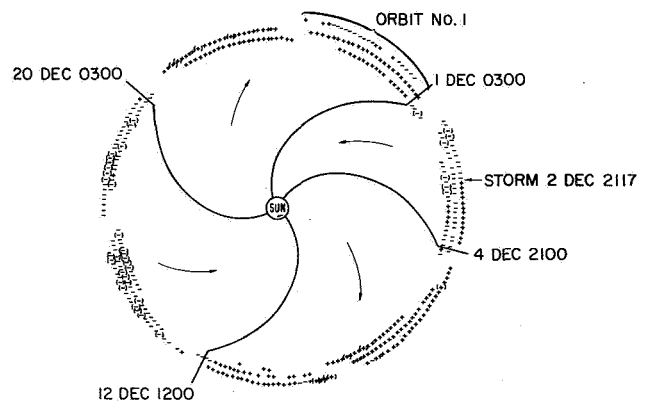 ORBIT No. 1
20 DEC 0300
1 DEC 0300
STORM 2 DEC 2117
SUN
4 DEC 2100
12 DEC 1200